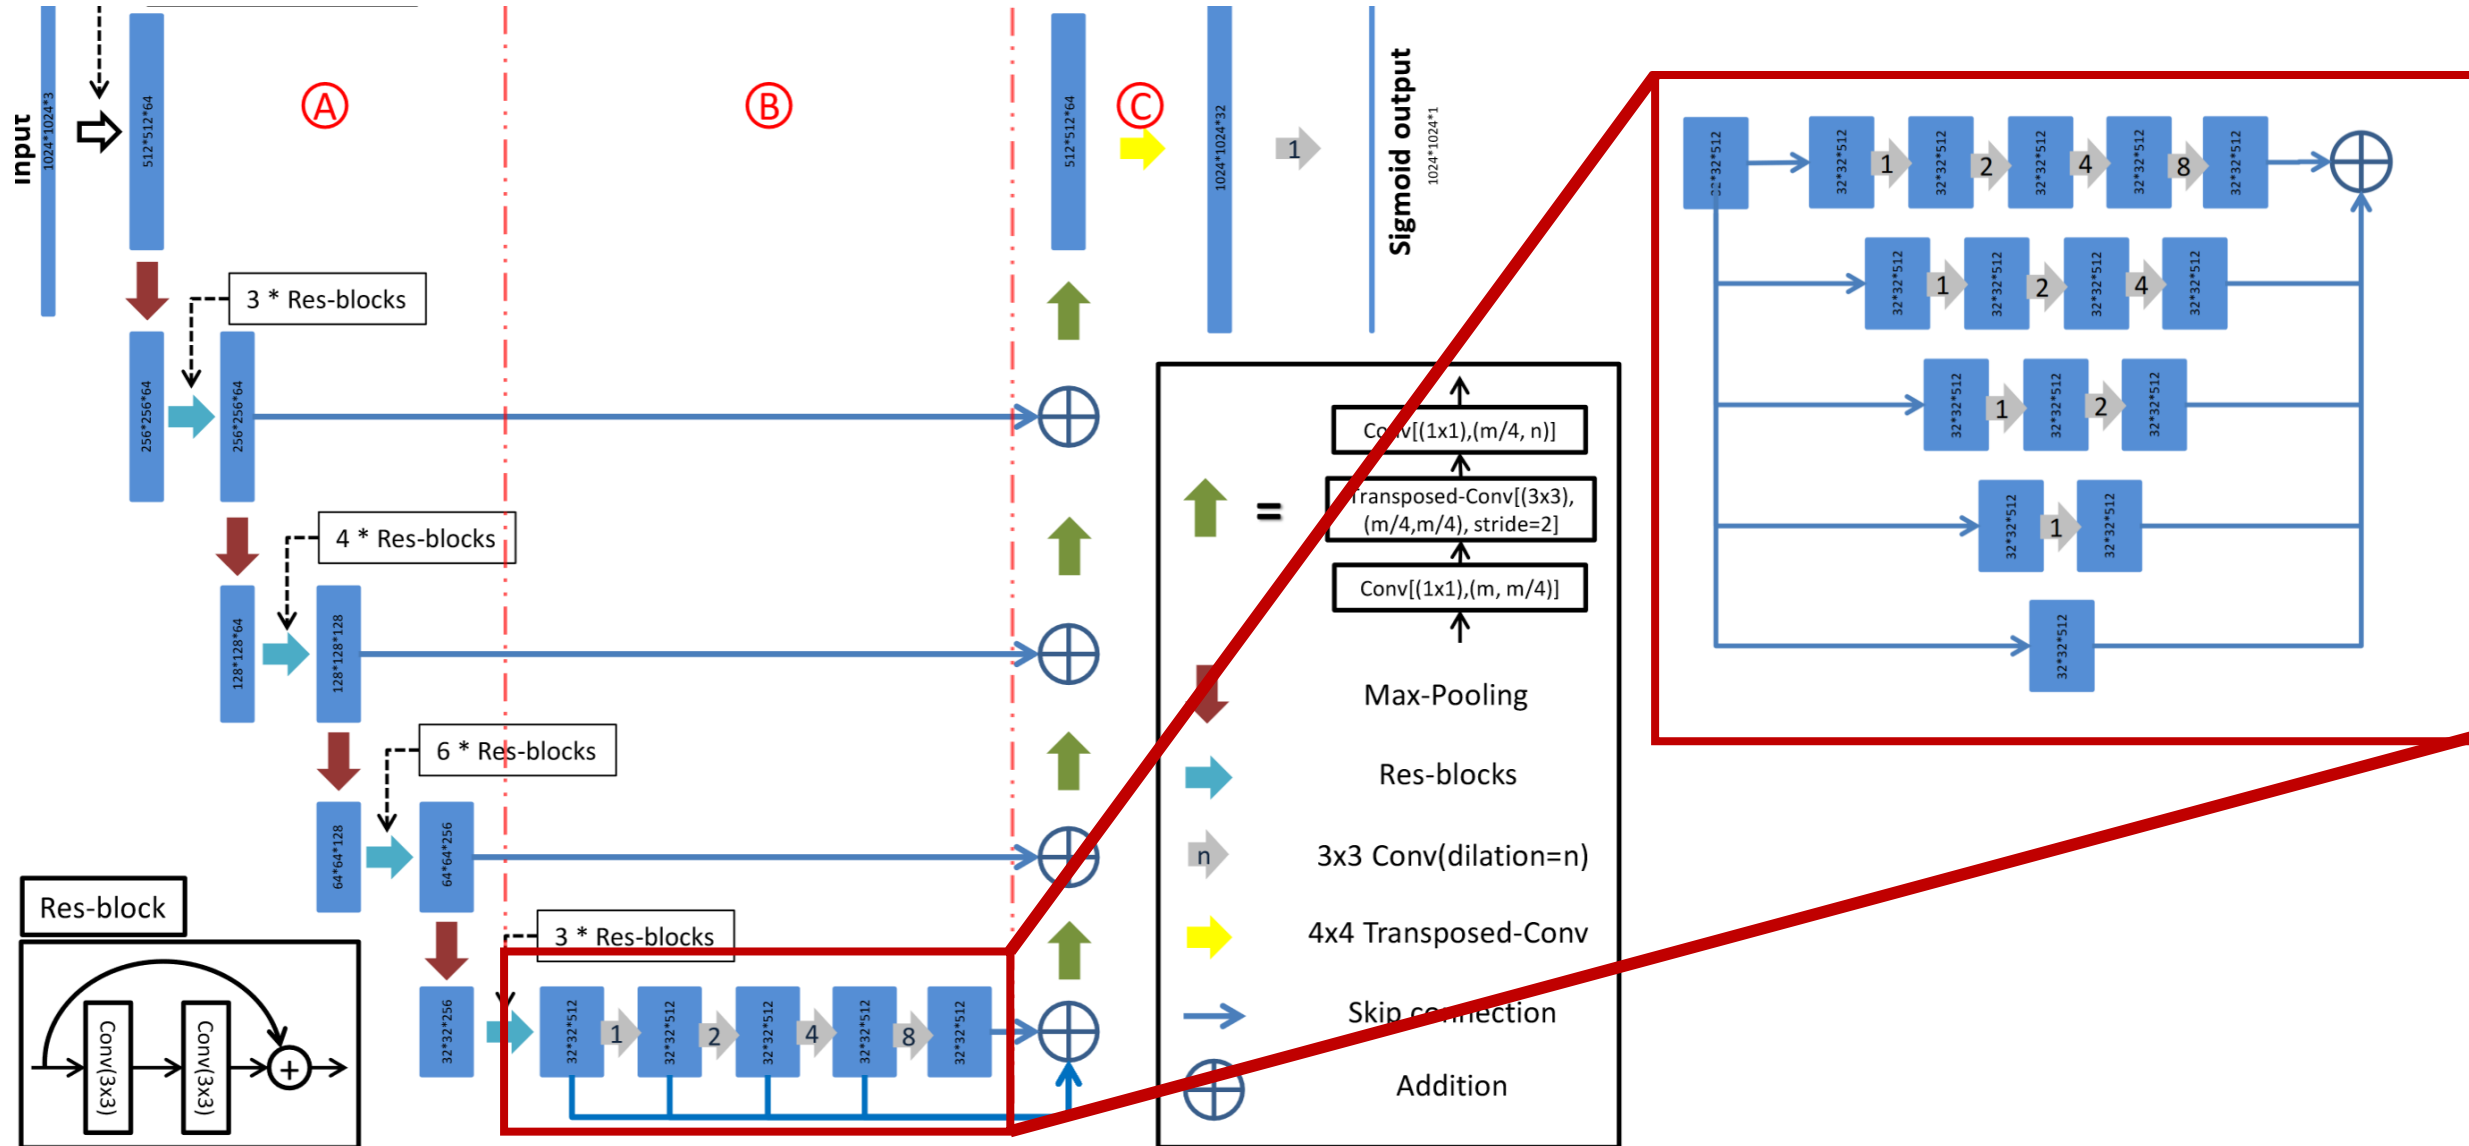 Input
1024*1024*3
512*512*64
A
B
C
512*512*64
1024*1024*32
1
Sigmoid output
1024*1024*1
3 * Res-blocks
256*256*64
256*256*64
4 * Res-blocks
128*128*64
128*128*128
6 * Res-blocks
64*64*128
64*64*256
3 * Res-blocks
32*32*256
32*32*512
1
32*32*512
2
32*32*512
4
32*32*512
8
32*32*512
Res-block
Conv(3x3)
Conv(3x3)
+
=
Conv[(1x1),(m/4, n)]
Transposed-Conv[(3x3),
(m/4,m/4), stride=2]
Conv[(1x1),(m, m/4)]
Max-Pooling
Res-blocks
n
3x3 Conv(dilation=n)
4x4 Transposed-Conv
Skip connection
Addition
32*32*512
32*32*512
1
32*32*512
2
32*32*512
4
32*32*512
8
32*32*512
32*32*512
1
32*32*512
2
32*32*512
4
32*32*512
32*32*512
1
32*32*512
2
32*32*512
32*32*512
1
32*32*512
32*32*512